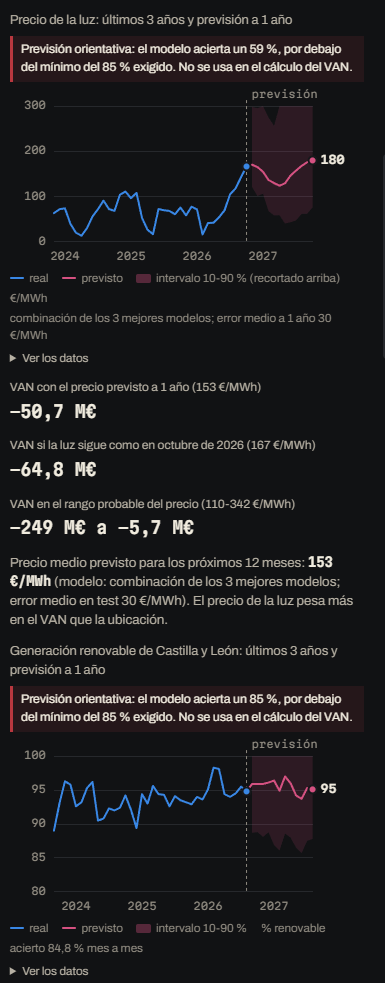 Precio de la luz: últimos 3 años y previsión a 1 año
Previsión orientativa: el modelo acierta un 59 %, por debajo
del mínimo del 85 % exigido. No se usa en el cálculo del VAN.
previsión
300
200
180
100
0
2024
2025
2026
2027
real
previsto
intervalo 10-90 % (recortado arriba)
€/MWh
combinación de los 3 mejores modelos; error medio a 1 año 30
€/MWh
▶ Ver los datos
VAN con el precio previsto a 1 año (153 €/MWh)
−50,7 M€
VAN si la luz sigue como en octubre de 2026 (167 €/MWh)
−64,8 M€
VAN en el rango probable del precio (110-342 €/MWh)
−249 M€ a −5,7 M€
Precio medio previsto para los próximos 12 meses: 153
€/MWh (modelo: combinación de los 3 mejores modelos;
error medio en test 30 €/MWh). El precio de la luz pesa más
en el VAN que la ubicación.
Generación renovable de Castilla y León: últimos 3 años y
previsión a 1 año
Previsión orientativa: el modelo acierta un 85 %, por debajo
del mínimo del 85 % exigido. No se usa en el cálculo del VAN.
previsión
100
95
95
90
85
80
2024
2025
2026
2027
real
previsto
intervalo 10-90 %
% renovable
acierto 84,8 % mes a mes
▶ Ver los datos